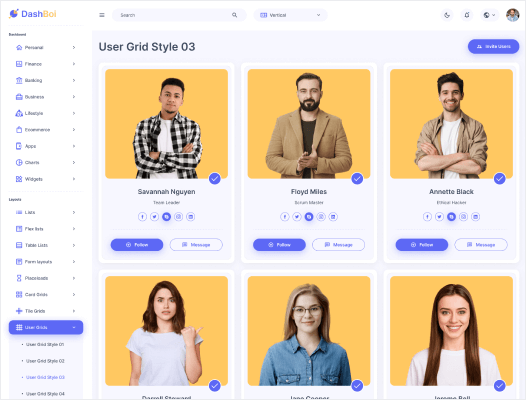 DashBol
Search
Vertical
Dashboard
Personal
Finance
Banking
Business
Lifestyle
Ecommerce
Apps
Charts
Widgets
Layouts
Lists
Flex lists
Table Lists
Form layouts
Placeloads
Card Grids
Tile Grids
User Grids
User Grid Style 01
User Grid Style 02
User Grid Style 03
User Grid Style 04
User Grid Style 03
Invite Users
Savannah Nguyen
Team Leader
Follow
Message
Floyd Miles
Scrum Master
Follow
Message
Annette Black
Ethical Hacker
Follow
Message
Darrell Steward
Jane Cooper
Jerome Bell